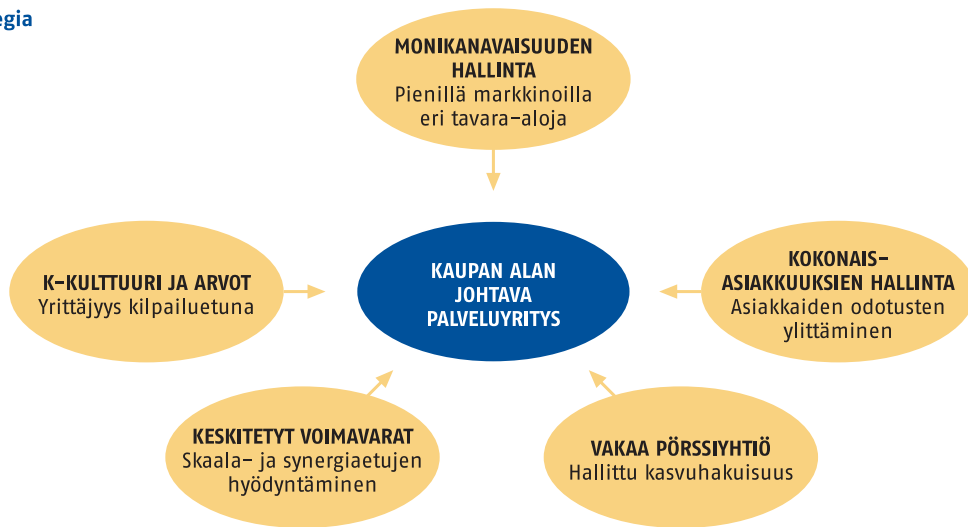 egia
MONIKANAVAISUUDEN
HALLINTA
Pienillä markkinoilla
eri tavara-aloja
K-KULTTUURI JA ARVOT
Yrittäjyys kilpailuetuna
KAUPAN ALAN
JOHTAVA
PALVELUYRITYS
KOKONAIS-
ASIAKKUUKSIEN HALLINTA
Asiakkaiden odotusten
ylittäminen
KESKITETYT VOIMAVARAT
Skaala- ja synergiaetujen
hyödyntäminen
VAKAA PÖRSSIYHTIÖ
Hallittu kasvuhakuisuus